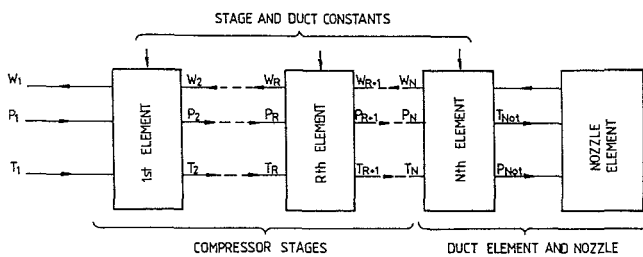 STAGE AND DUCT CONSTANTS
W1 W2 WR WR+1 WN
P1 P2 PR PR+1 PN TNot
T1 T2 TR TR+1 TN PNot
1st ELEMENT
Rth ELEMENT
Nth ELEMENT
NOZZLE
ELEMENT
COMPRESSOR STAGES
DUCT ELEMENT AND NOZZLE